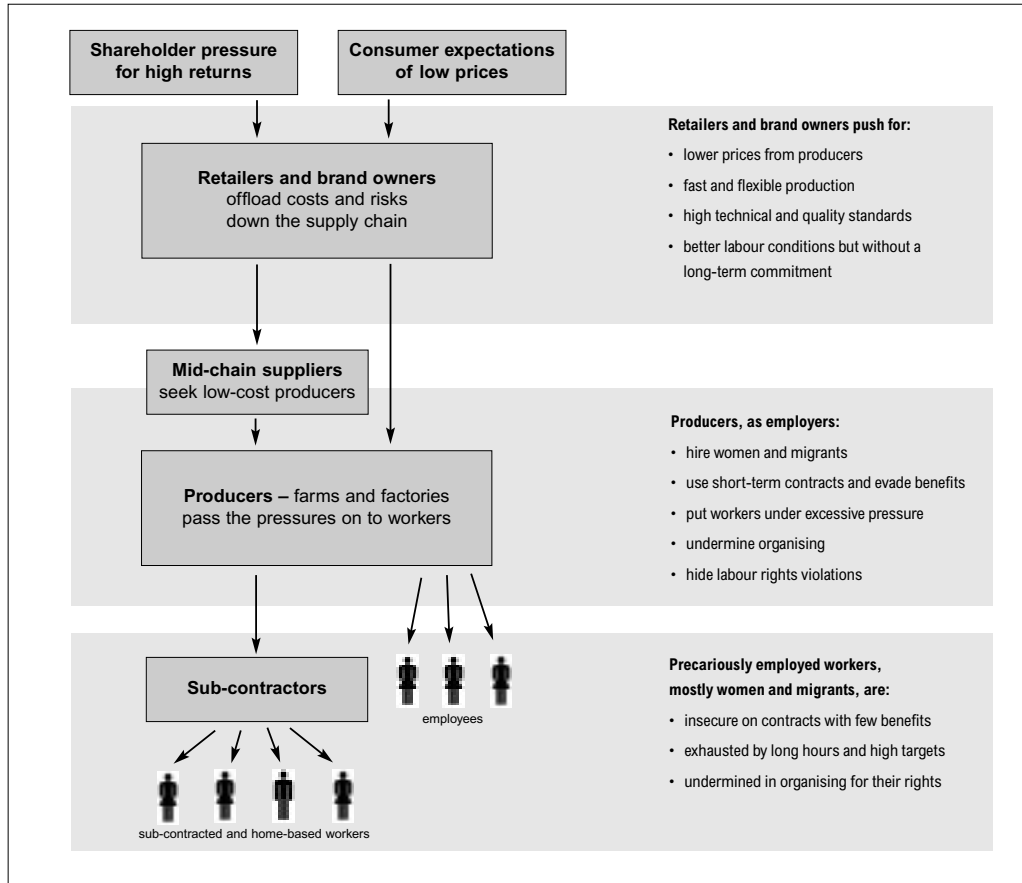 Shareholder pressure
for high returns
Consumer expectations
of low prices
Retailers and brand owners
offload costs and risks
down the supply chain
Retailers and brand owners push for:
• lower prices from producers
• fast and flexible production
• high technical and quality standards
• better labour conditions but without a
long-term commitment
Mid-chain suppliers
seek low-cost producers
Producers – farms and factories
pass the pressures on to workers
Producers, as employers:
• hire women and migrants
• use short-term contracts and evade benefits
• put workers under excessive pressure
• undermine organising
• hide labour rights violations
Sub-contractors
employees
sub-contracted and home-based workers
Precariously employed workers,
mostly women and migrants, are:
• insecure on contracts with few benefits
• exhausted by long hours and high targets
• undermined in organising for their rights